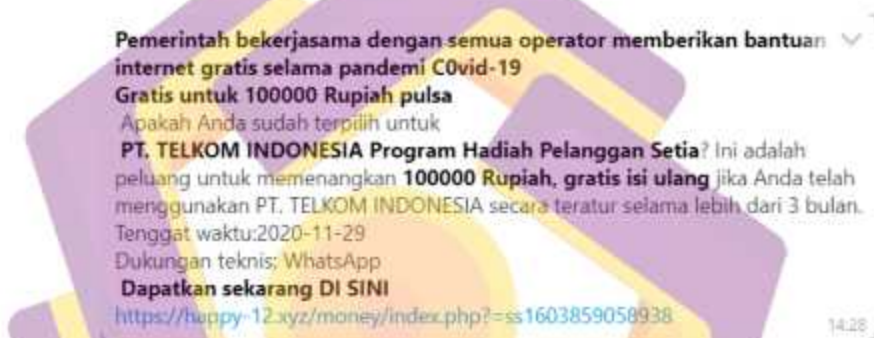 Pemerintah bekerjasama dengan semua operator memberikan bantuan
internet gratis selama pandemi C0vid-19
Gratis untuk 100000 Rupiah pulsa
Apakah Anda sudah terpilih untuk
PT. TELKOM INDONESIA Program Hadiah Pelanggan Setia? Ini adalah
peluang untuk memenangkan 100000 Rupiah, gratis isi ulang jika Anda telah
menggunakan PT. TELKOM INDONESIA secara teratur selama lebih dari 3 bulan.
Tenggat waktu:2020-11-29
Dukungan teknis: WhatsApp
Dapatkan sekarang DI SINI
https://happy-12.xyz/money/index.php?=ss1603859058938
14:28